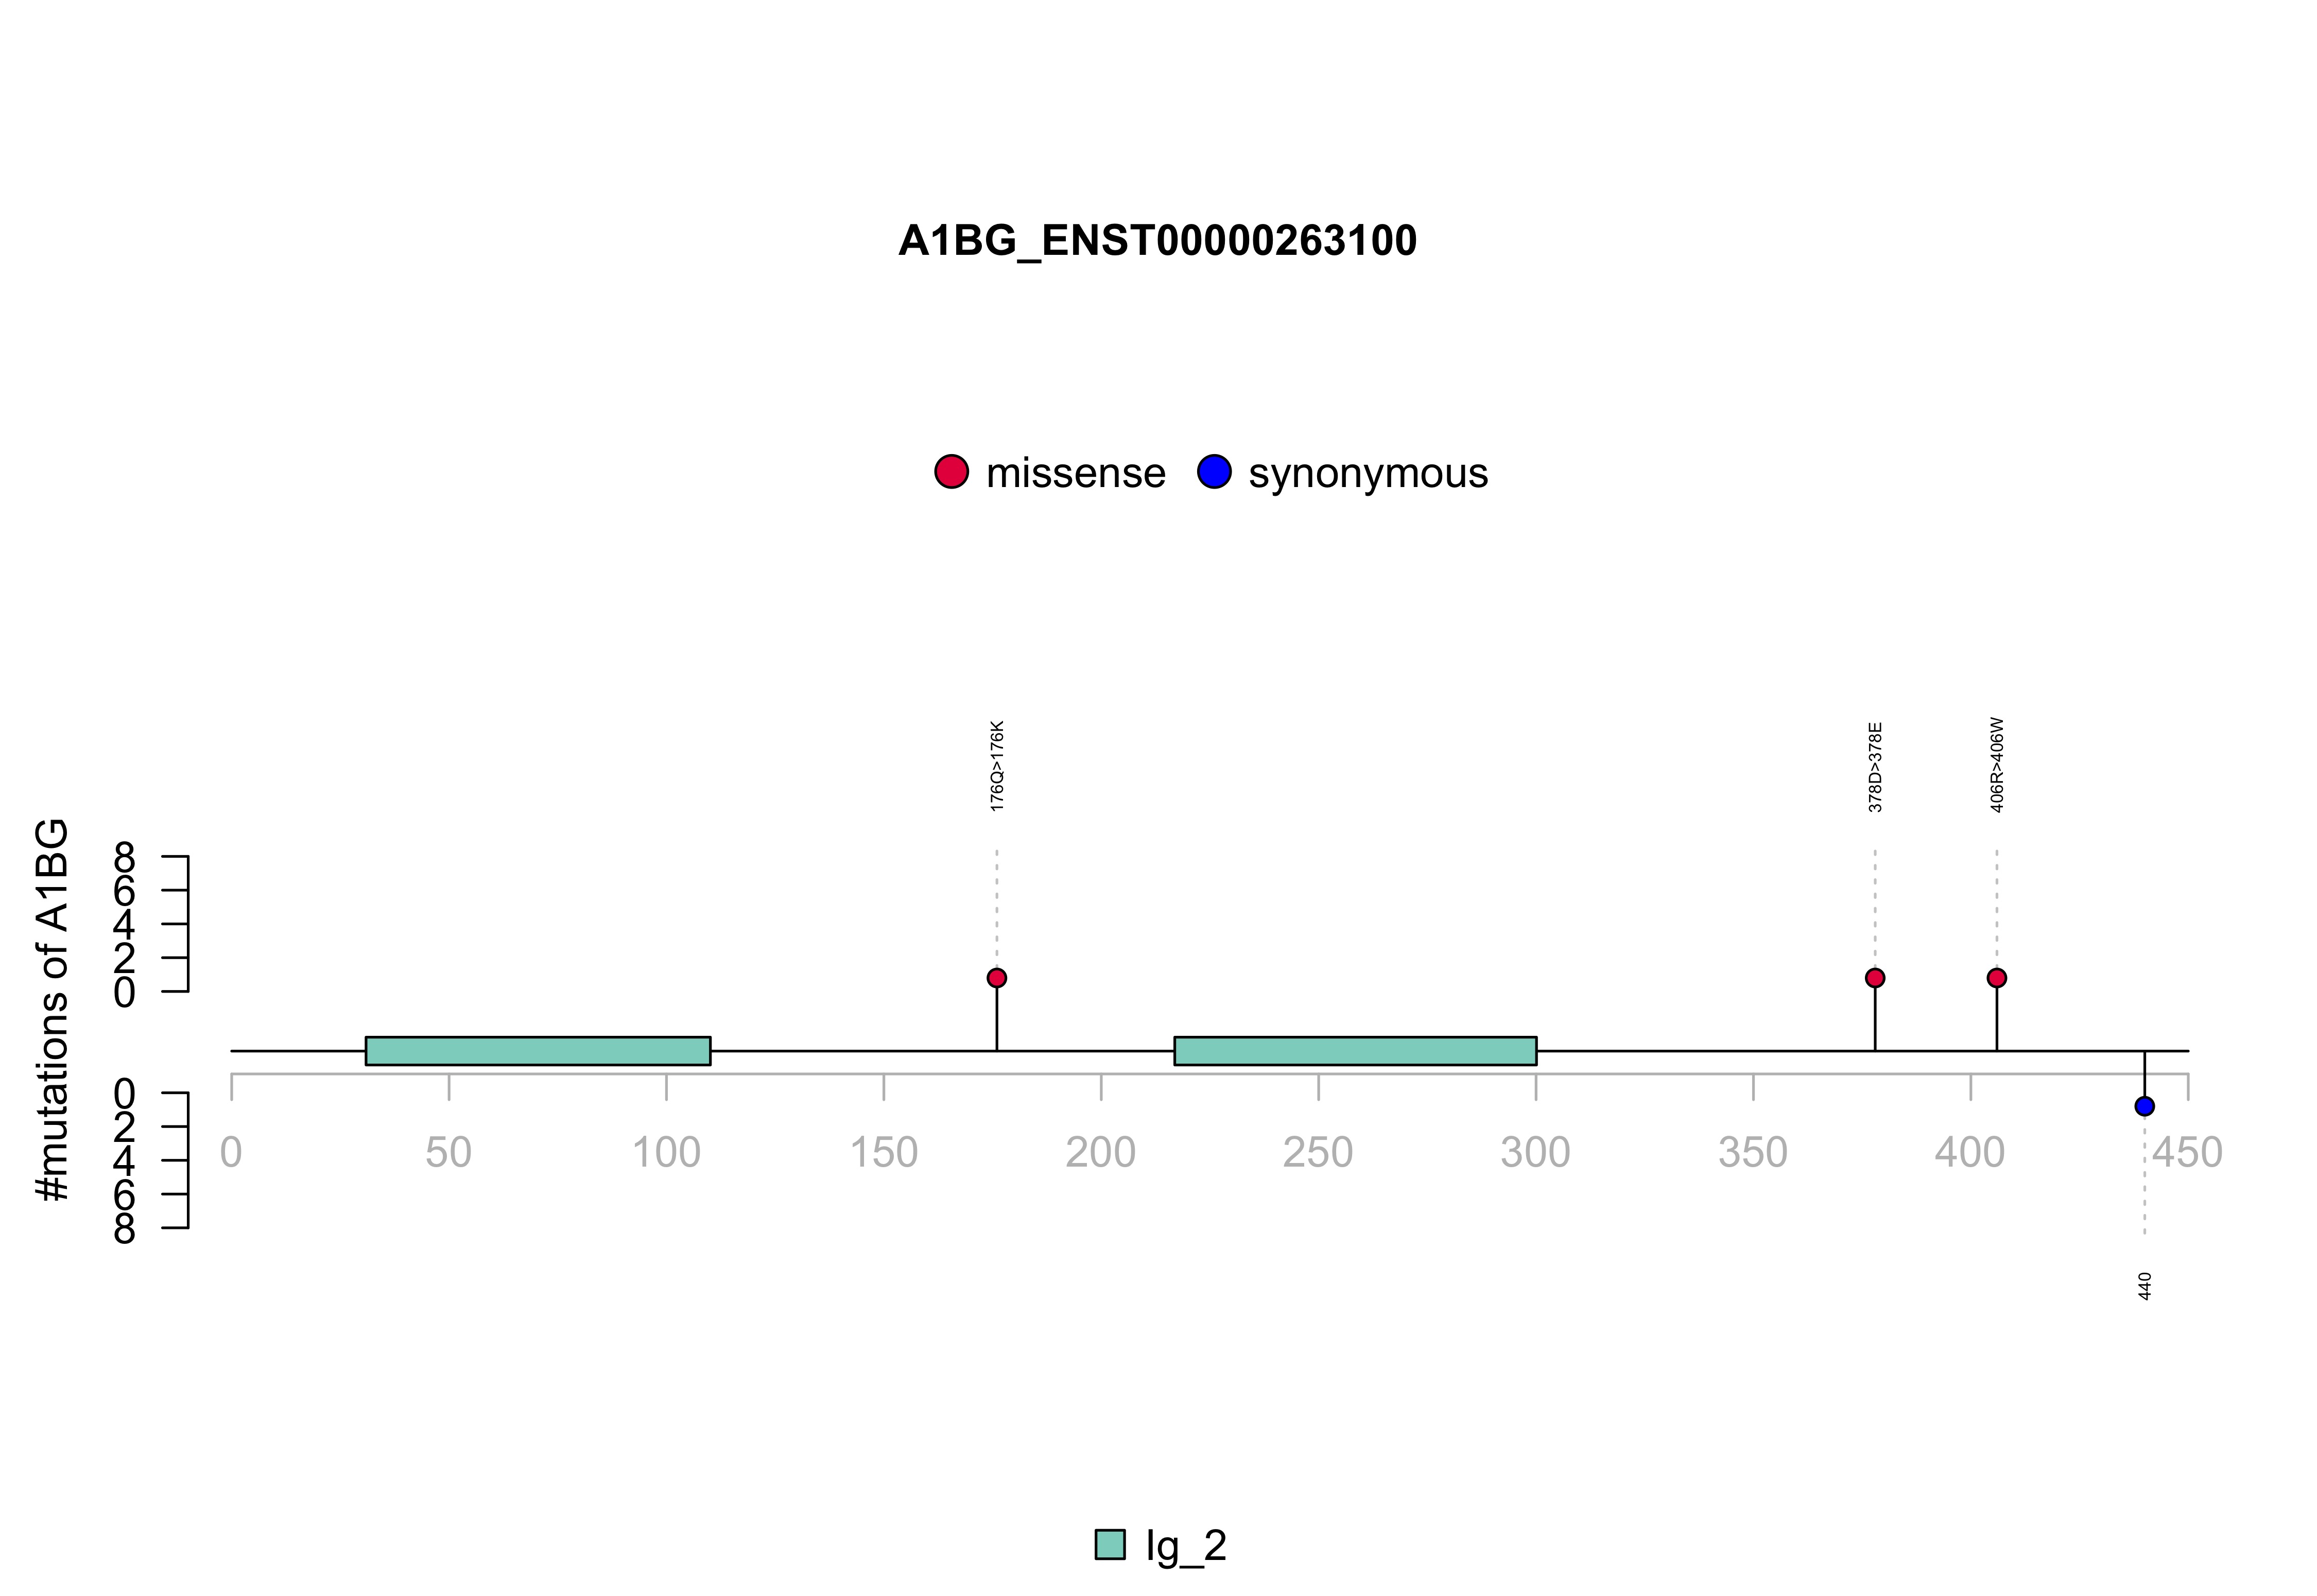 A1BG_ENST00000263100
missense synonymous
176Q>176K
378D>378E
406R>406W
#mutations of A1BG
8
6
4
2
0
0
2
4
6
8
0 50 100 150 200 250 300 350 400 450
440
Ig_2